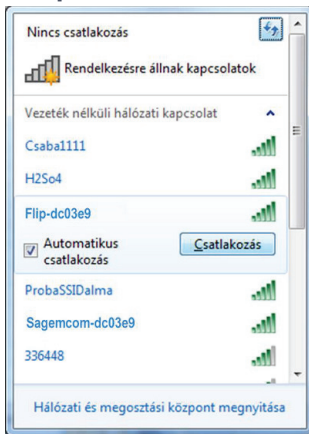 Nincs csatlakozás
Rendelkezésre állnak kapcsolatok
Vezeték nélküli hálózati kapcsolat
Csaba1111
H2So4
Flip-dc03e9
Automatikus
csatlakozás
Csatlakozás
ProbaSSIDalma
Sagemcom-dc03e9
336448
Hálózati és megosztási központ megnyitása